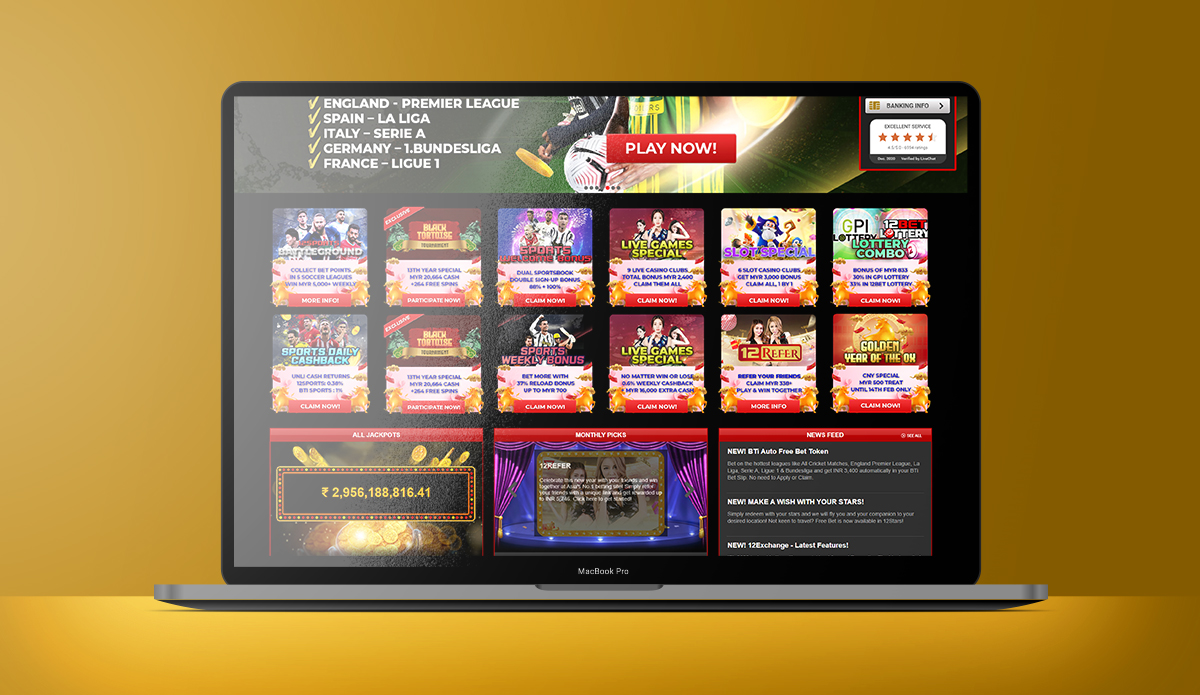 ENGLAND - PREMIER LEAGUE
SPAIN – LA LIGA
ITALY – SERIE A
GERMANY – 1.BUNDESLIGA
FRANCE – LIGUE 1
PLAY NOW!
BANKING INFO
EXCELLENT SERVICE
Dec, 2020 Verified by LiveChat
12SPORTS
BATTLEGROUND
COLLECT BET POINTS
IN 5 SOCCER LEAGUES
WIN MYR 1,000+ WEEKLY
MORE INFO!
EXCLUSIVE
BLACK
TORTOISE
TOURNAMENT
13TH YEAR SPECIAL
MYR 20,664 CASH
+264 FREE SPINS
PARTICIPATE NOW!
SPORTS
WELCOME BONUS
DUAL SPORTSBOOK
DOUBLE SIGN-UP BONUS
88% + 100%
CLAIM NOW!
LIVE GAMES
SPECIAL
9 LIVE CASINO CLUBS,
TOTAL BONUS MYR 2,400
CLAIM THEM ALL
CLAIM NOW!
SLOT SPECIAL
6 SLOT CASINO CLUBS,
GET MYR 3,000 BONUS
CLAIM ALL, 1 BY 1
CLAIM NOW!
GPI
LOTTERY
12BET
LOTTERY
LOTTERY
COMBO
BONUS OF MYR 833
30% IN GPI LOTTERY
33% IN 12BET LOTTERY
CLAIM NOW!
SPORTS DAILY
CASHBACK
UNLI CASH RETURNS
12SPORTS: 0.38%
BTI SPORTS : 1%
CLAIM NOW!
EXCLUSIVE
BLACK
TORTOISE
TOURNAMENT
13TH YEAR SPECIAL
MYR 20,664 CASH
+264 FREE SPINS
PARTICIPATE NOW!
SPORTS
WEEKLY BONUS
BET MORE WITH
37% RELOAD BONUS
UP TO MYR 700
CLAIM NOW!
LIVE GAMES
SPECIAL
NO MATTER WIN OR LOSE
0.6% WEEKLY CASHBACK
+ MYR 16,000 EXTRA CASH
CLAIM NOW!
12 REFER
REFER YOUR FRIENDS
CLAIM MYR 338+
PLAY & WIN TOGETHER
MORE INFO
GOLDEN
YEAR OF THE OX
CNY SPECIAL
MYR 500 TREAT
UNTIL 14TH FEB ONLY
CLAIM NOW!
ALL JACKPOTS
₹ 2,956,188,816.41
MONTHLY PICKS
12REFER
Celebrate this new year with your friends and win
together at Asia's No.1 betting site! Simply refer
your friends with a unique link and get rewarded up
to INR Click here to get started!
NEWS FEED
SEE ALL
NEW! BTi Auto Free Bet Token
Bet on the hottest leagues like All Cricket Matches, England Premier League, La
Liga, Serie A, Ligue 1 & Bundesliga and get INR 3,400 automatically in your BTi
Bet Slip. No need to Apply or Claim.
NEW! MAKE A WISH WITH YOUR STARS!
Simply redeem with your stars and we will fly you and your companion to your
desired location! Not keen to travel? Free Bet is now available in 12Stars!
NEW! 12Exchange - Latest Features!
MacBook Pro